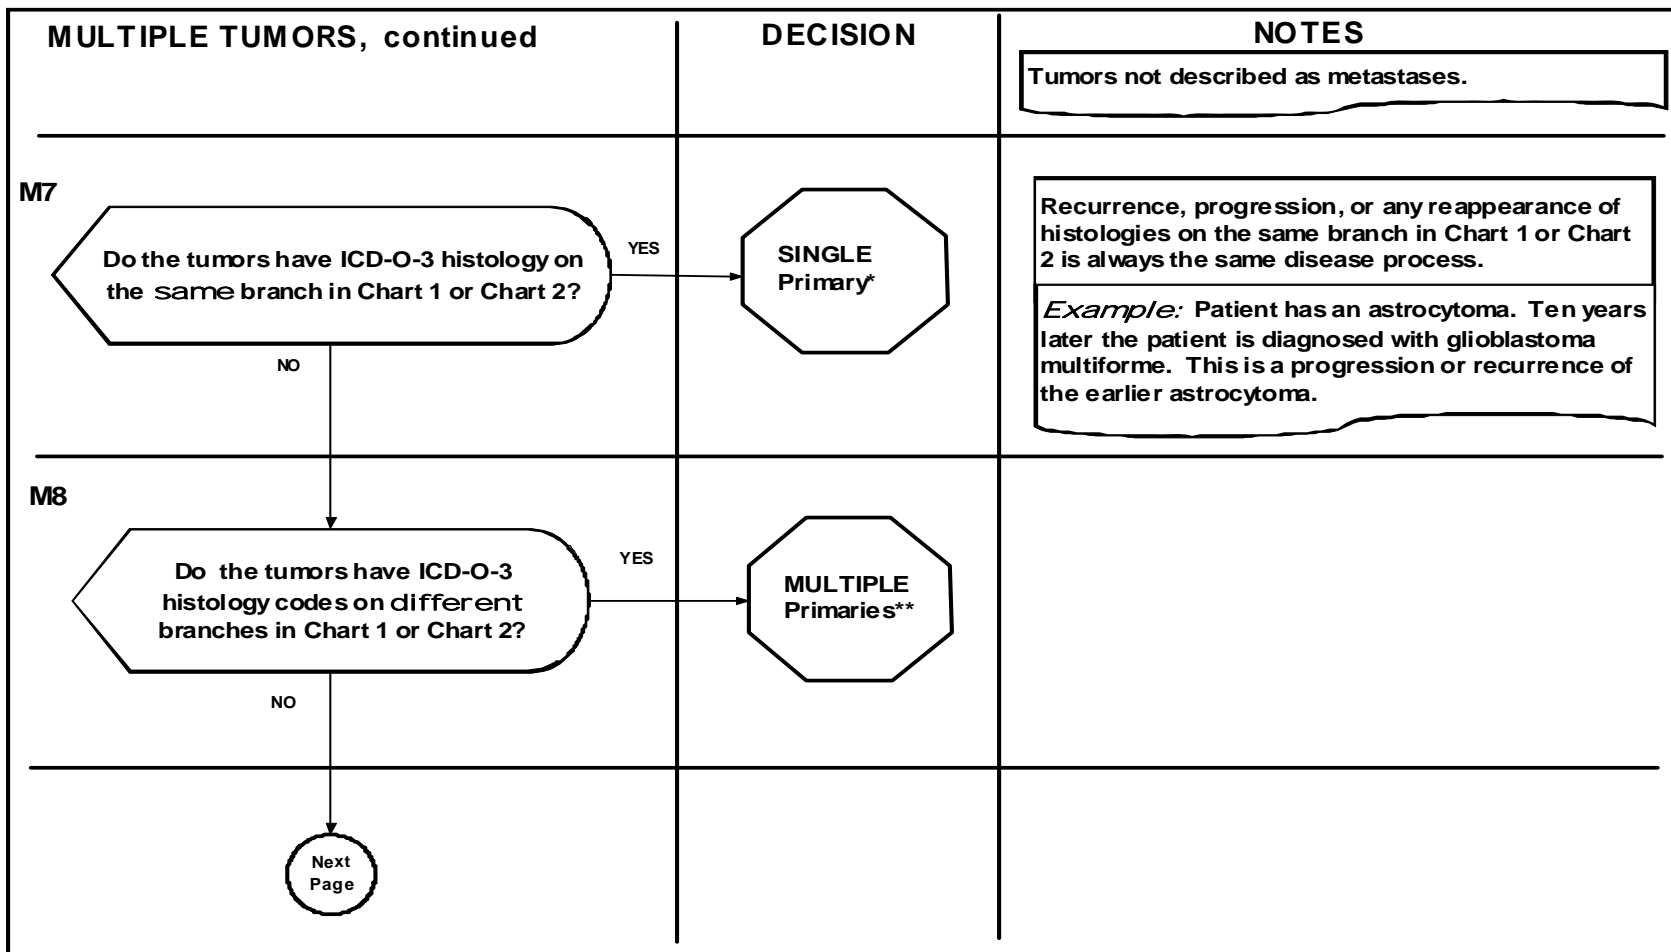 MULTIPLE TUMORS, continued
DECISION
NOTES
Tumors not described as metastases.
M7
Do the tumors have ICD-O-3 histology on
the same branch in Chart 1 or Chart 2?
YES
SINGLE
Primary*
NO
Recurrence, progression, or any reappearance of
histologies on the same branch in Chart 1 or Chart
2 is always the same disease process.
Example: Patient has an astrocytoma. Ten years
later the patient is diagnosed with glioblastoma
multiforme. This is a progression or recurrence of
the earlier astrocytoma.
M8
Do the tumors have ICD-O-3
histology codes on different
branches in Chart 1 or Chart 2?
YES
MULTIPLE
Primaries**
NO
Next
Page